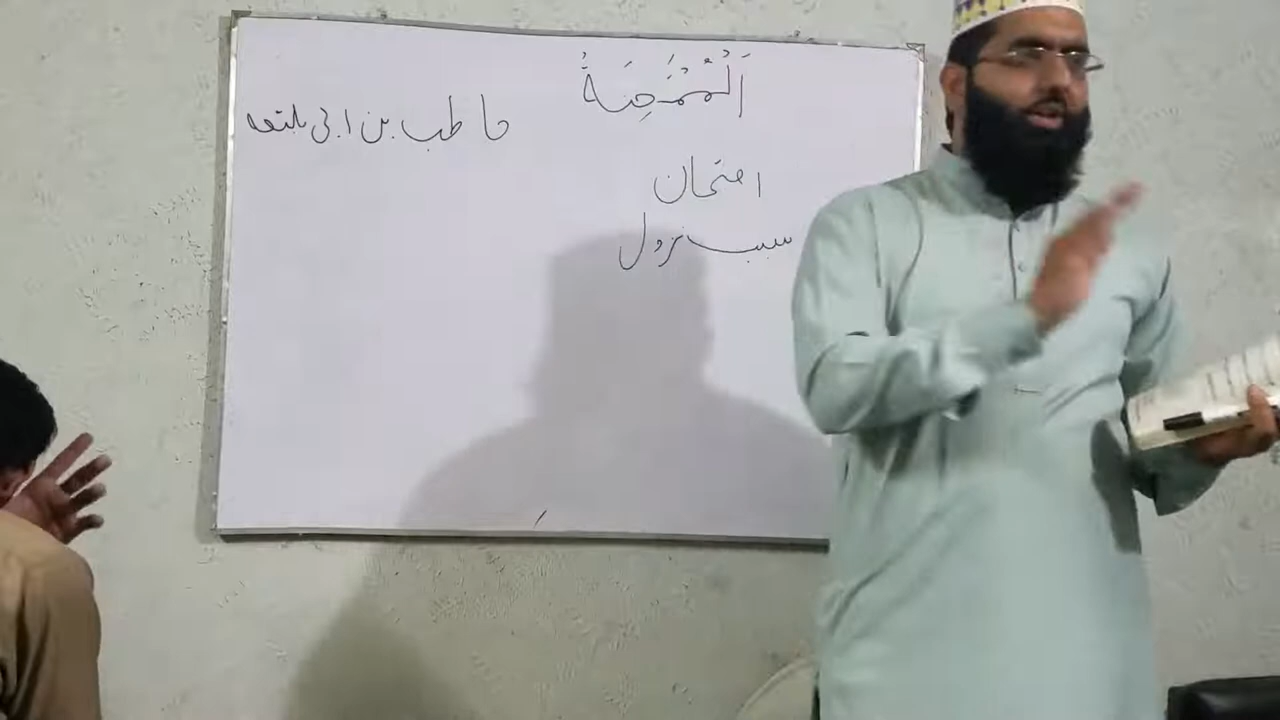 اَلْمُمْتَحِنَةُ
حاطب بن ابی بلتعہ
امتحان
سبب نزول